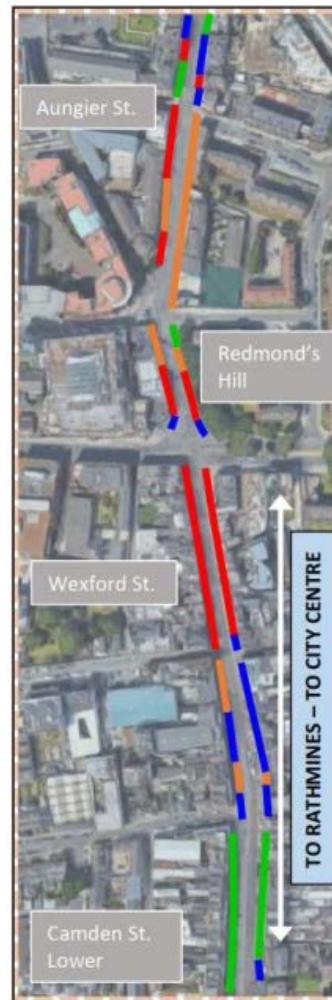 Aungier St.
Redmond's
Hill
Wexford St.
TO RATHMINES – TO CITY CENTRE
Camden St.
Lower